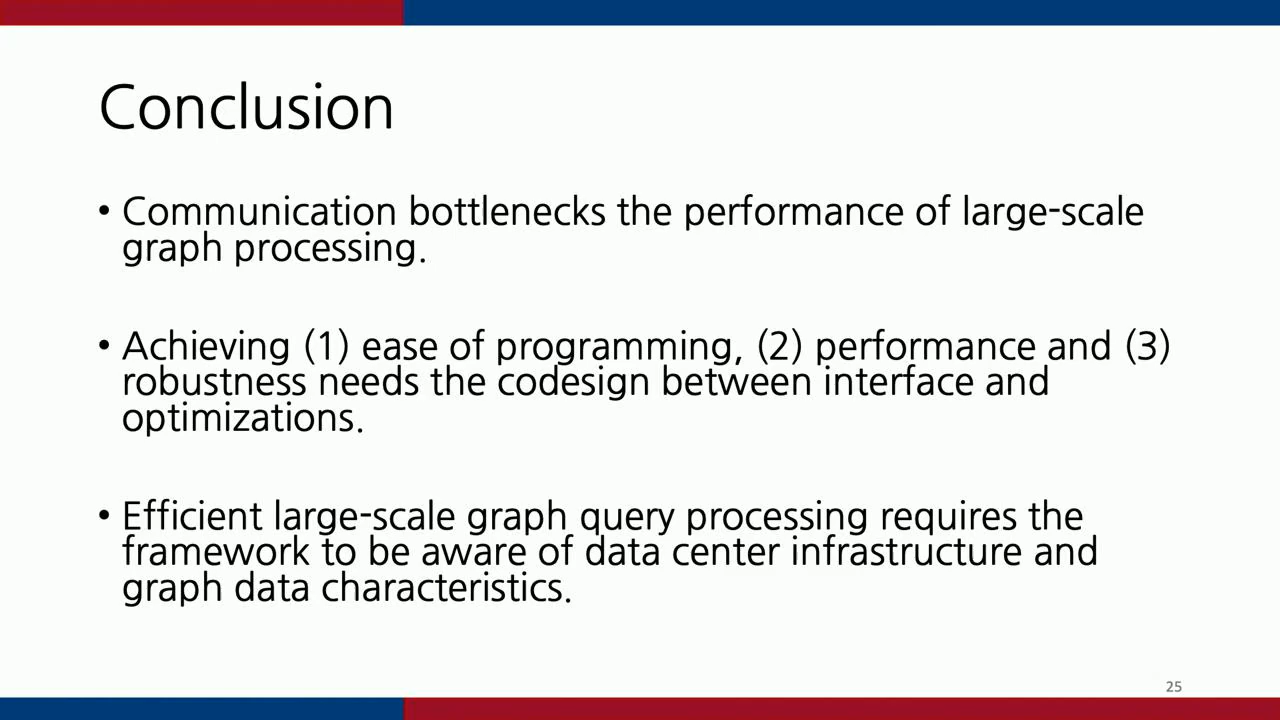 Conclusion
• Communication bottlenecks the performance of large-scale
graph processing.
• Achieving (1) ease of programming, (2) performance and (3)
robustness needs the codesign between interface and
optimizations.
• Efficient large-scale graph query processing requires the
framework to be aware of data center infrastructure and
graph data characteristics.
25